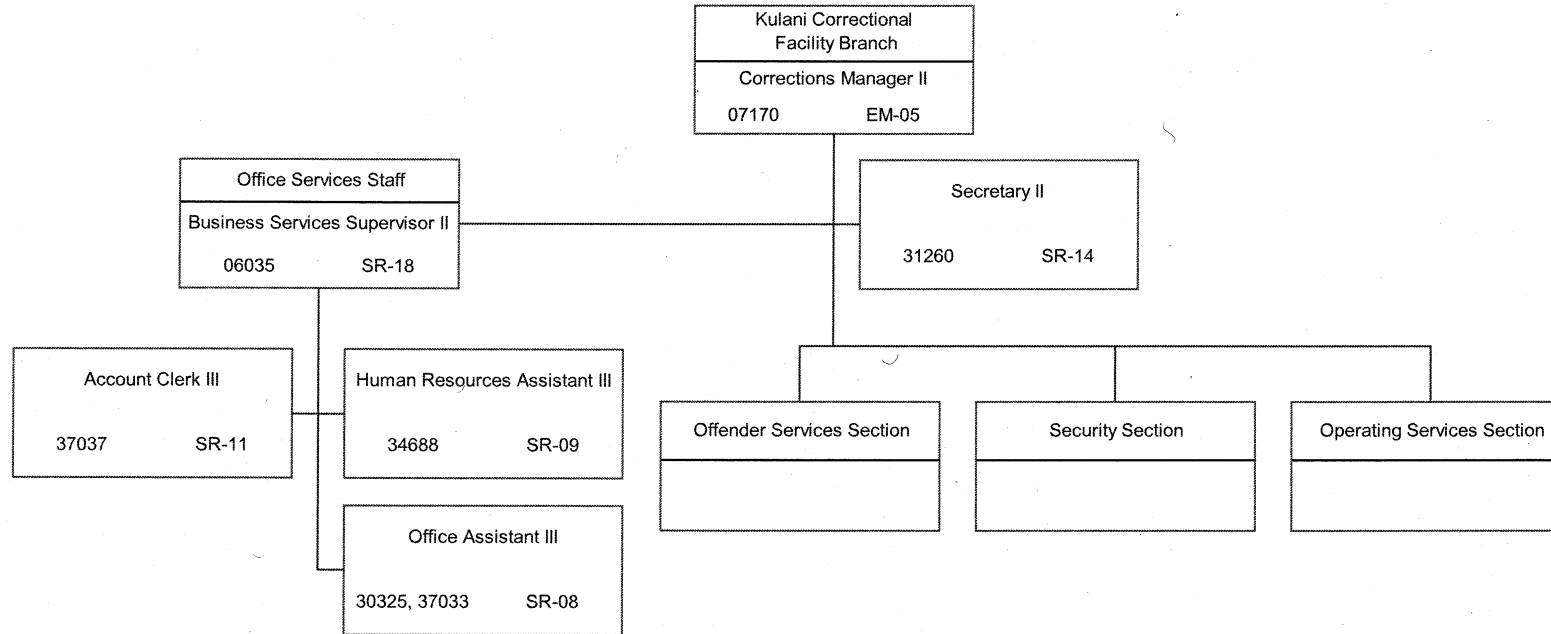 Kulani Correctional
Facility Branch
Corrections Manager II
07170 EM-05
Office Services Staff
Business Services Supervisor II
06035 SR-18
Secretary II
31260 SR-14
Account Clerk III
37037 SR-11
Human Resources Assistant III
34688 SR-09
Office Assistant III
30325, 37033 SR-08
Offender Services Section
Security Section
Operating Services Section